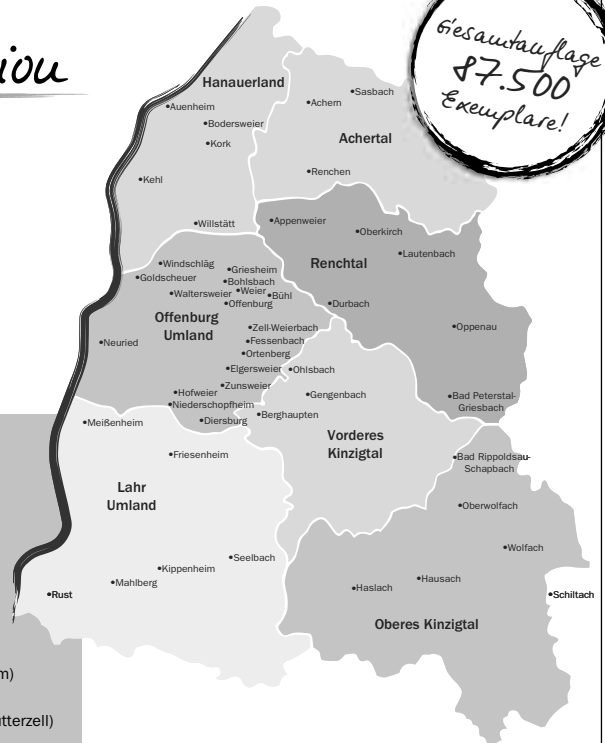 Gesamtauflage
87.500
Exemplare!
Hanauerland
•Auenheim
•Bodersweier
•Kork
•Kehl
•Willstätt
•Sasbach
•Achern
Achertal
•Renchen
•Appenweier
•Oberkirch
•Lautenbach
Renchtal
•Durbach
•Oppenau
•Bad Peterstal-
Griesbach
•Windschläg
•Goldscheuer
•Griesheim
•Bohlsbach
•Waltersweier
•Weier
•Bühl
•Offenburg
Offenburg
Umland
•Neuried
•Zell-Weierbach
•Fessenbach
•Ortenberg
•Elgersweier
•Zunsweier
•Hofweier
•Niederschopfheim
•Diersburg
•Ohlsbach
•Gengenbach
•Berghaupten
Vorderes
Kinzigtal
•Meißenheim
•Friesenheim
Lahr
Umland
•Seelbach
•Kippenheim
•Mahlberg
•Rust
•Bad Rippoldsau-
Schapbach
•Oberwolfach
•Wolfach
•Hausach
•Haslach
•Schiltach
Oberes Kinzigtal